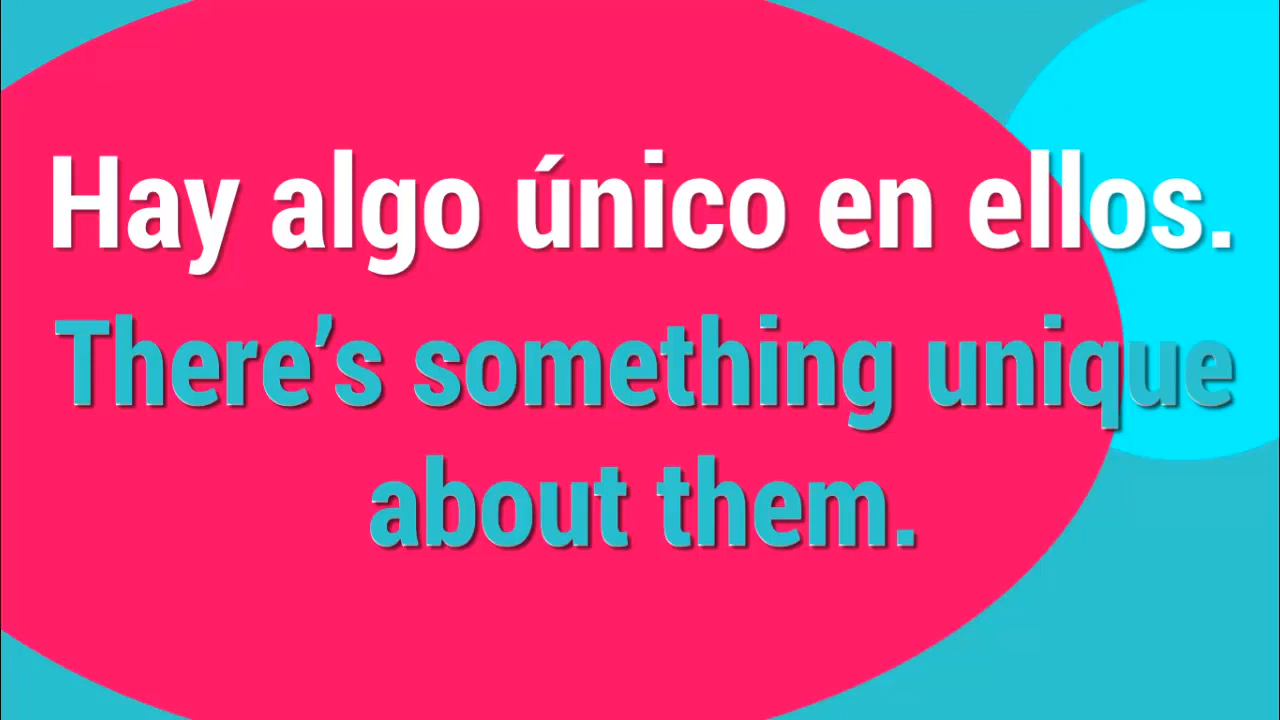 Hay algo único en ellos.
There’s something unique
about them.